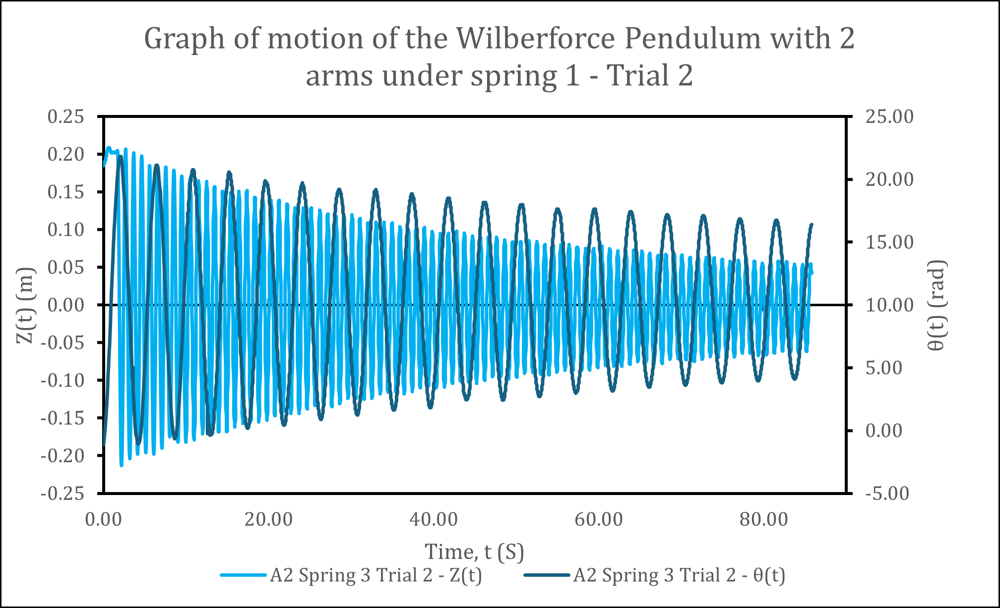 Graph of motion of the Wilberforce Pendulum with 2
arms under spring 1 - Trial 2
0.25
0.20
0.15
0.10
0.05
0.00
-0.05
-0.10
-0.15
-0.20
-0.25
Z(t) (m)
25.00
20.00
15.00
10.00
5.00
0.00
-5.00
θ(t) (rad)
0.00 20.00 40.00 60.00 80.00
Time, t (S)
A2 Spring 3 Trial 2 - Z(t) A2 Spring 3 Trial 2 - θ(t)